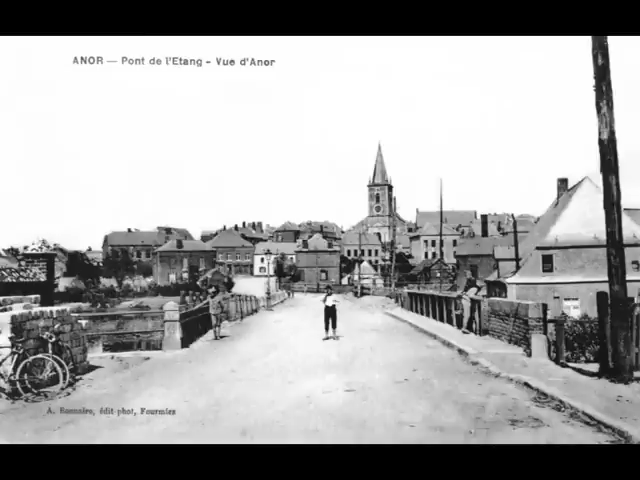 ANOR — Pont de l'Etang - Vue d'Anor
A. Bonnaire, édit-phot, Fourmies